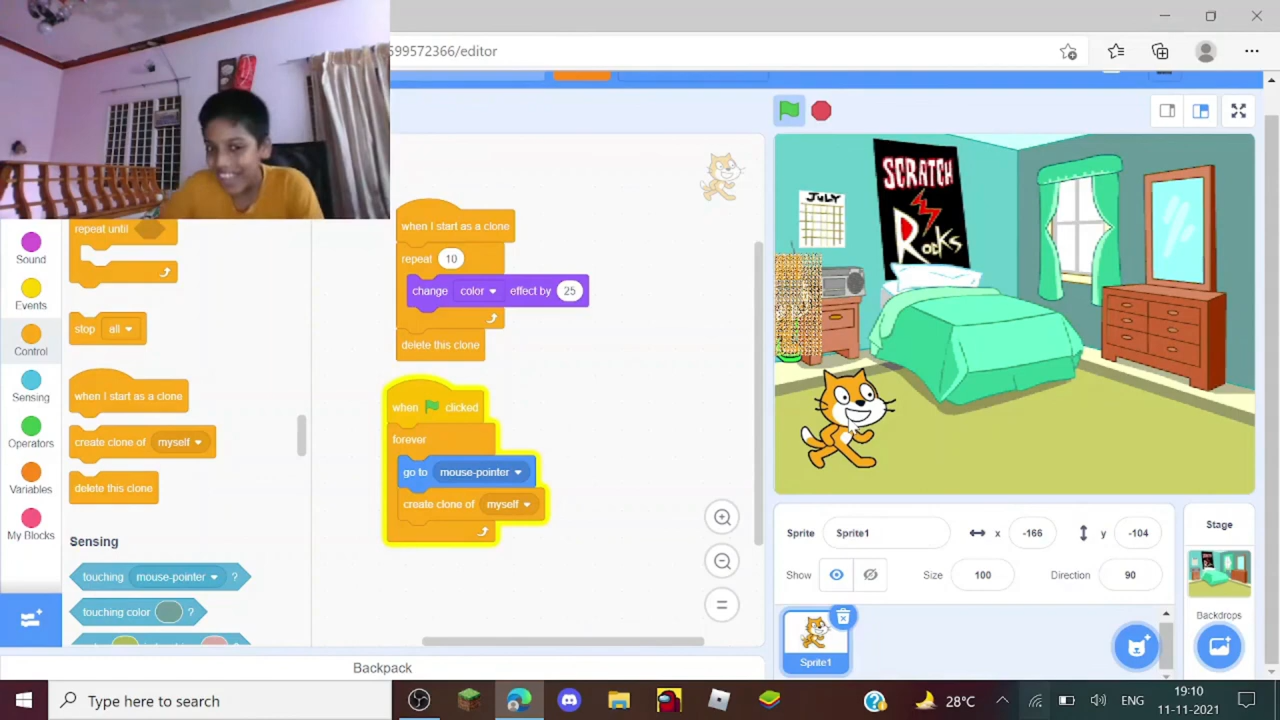 599572366/editor
repeat until
Sound
Events
stop all
Control
when I start as a clone
Sensing
create clone of myself
Operators
delete this clone
Variables
My Blocks
Sensing
touching mouse-pointer ?
touching color ?
when I start as a clone
repeat 10
change color effect by 25
delete this clone
when clicked
forever
go to mouse-pointer
create clone of myself
JULY
SCRATCH
Rocks
Sprite Sprite1 x -166 y -104
Show Size 100 Direction 90
Sprite1
Stage
Backdrops
Backpack
Type here to search
28°C
ENG
19:10
11-11-2021